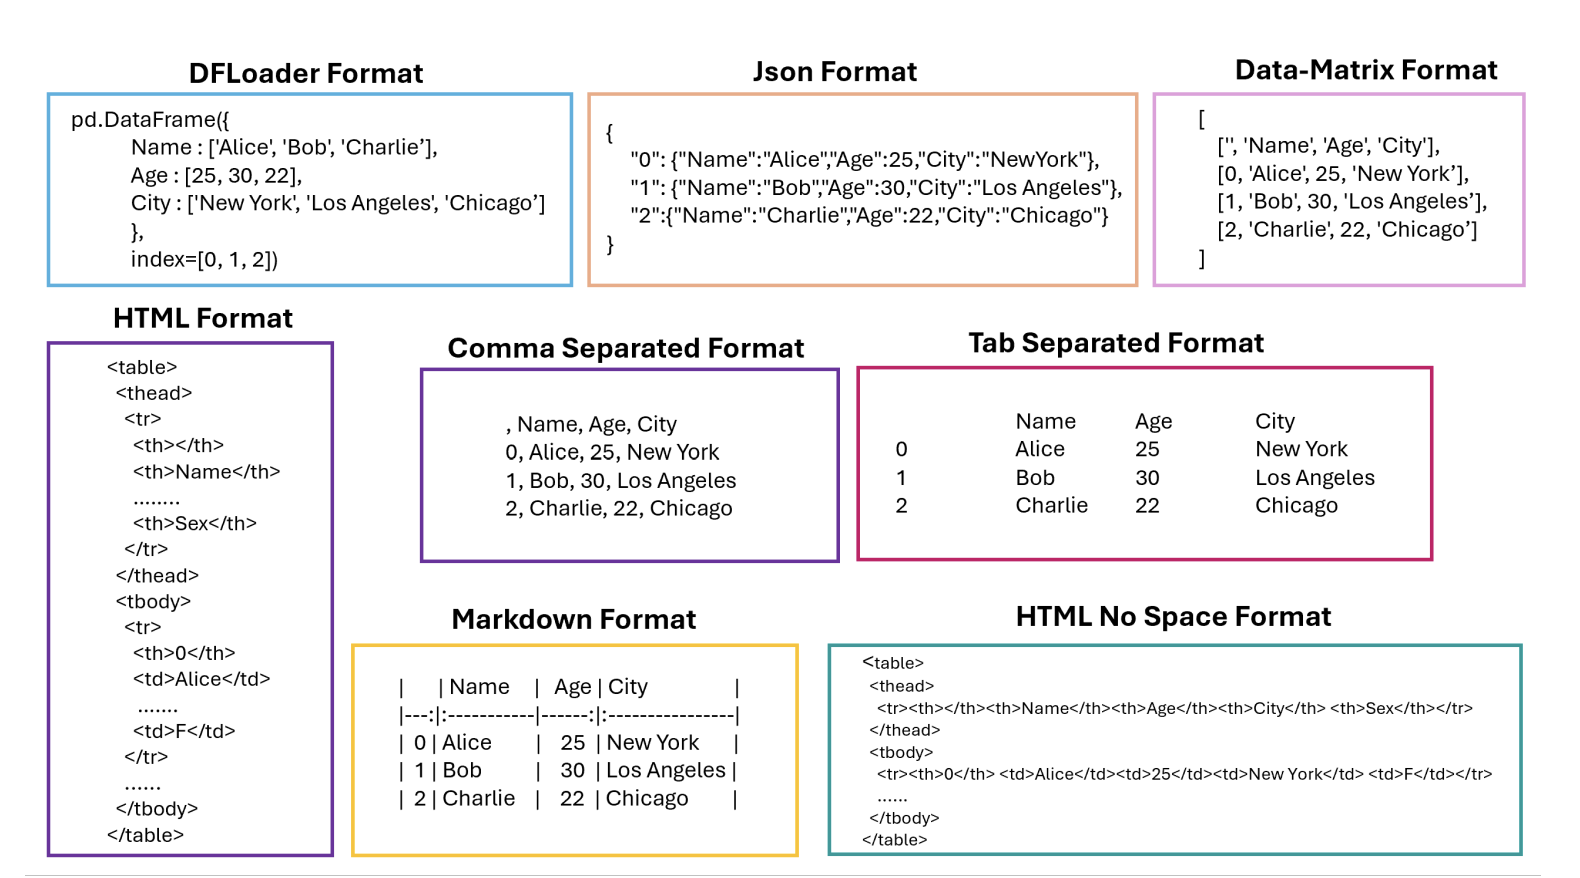 DFLoader Format
pd.DataFrame({
Name : ['Alice', 'Bob', 'Charlie’],
Age : [25, 30, 22],
City : ['New York', 'Los Angeles', 'Chicago’]
},
index=[0, 1, 2])
Json Format
{
"0": {"Name":"Alice","Age":25,"City":"NewYork"},
"1": {"Name":"Bob","Age":30,"City":"Los Angeles"},
"2":{"Name":"Charlie","Age":22,"City":"Chicago"}
}
Data-Matrix Format
[
['', 'Name', 'Age', 'City'],
[0, 'Alice', 25, 'New York’],
[1, 'Bob', 30, 'Los Angeles’],
[2, 'Charlie', 22, 'Chicago’]
]
HTML Format
<table>
<thead>
<tr>
<th></th>
<th>Name</th>
........
<th>Sex</th>
</tr>
</thead>
<tbody>
<tr>
<th>0</th>
<td>Alice</td>
.......
<td>F</td>
</tr>
......
</tbody>
</table>
Comma Separated Format
, Name, Age, City
0, Alice, 25, New York
1, Bob, 30, Los Angeles
2, Charlie, 22, Chicago
Tab Separated Format
Name Age City
0 Alice 25 New York
1 Bob 30 Los Angeles
2 Charlie 22 Chicago
Markdown Format
| | Name | Age | City |
|---:|:-----------|------:|:----------------|
| 0 | Alice | 25 | New York |
| 1 | Bob | 30 | Los Angeles |
| 2 | Charlie | 22 | Chicago |
HTML No Space Format
<table>
<thead>
<tr><th></th><th>Name</th><th>Age</th><th>City</th> <th>Sex</th></tr>
</thead>
<tbody>
<tr><th>0</th> <td>Alice</td><td>25</td><td>New York</td> <td>F</td></tr>
......
</tbody>
</table>